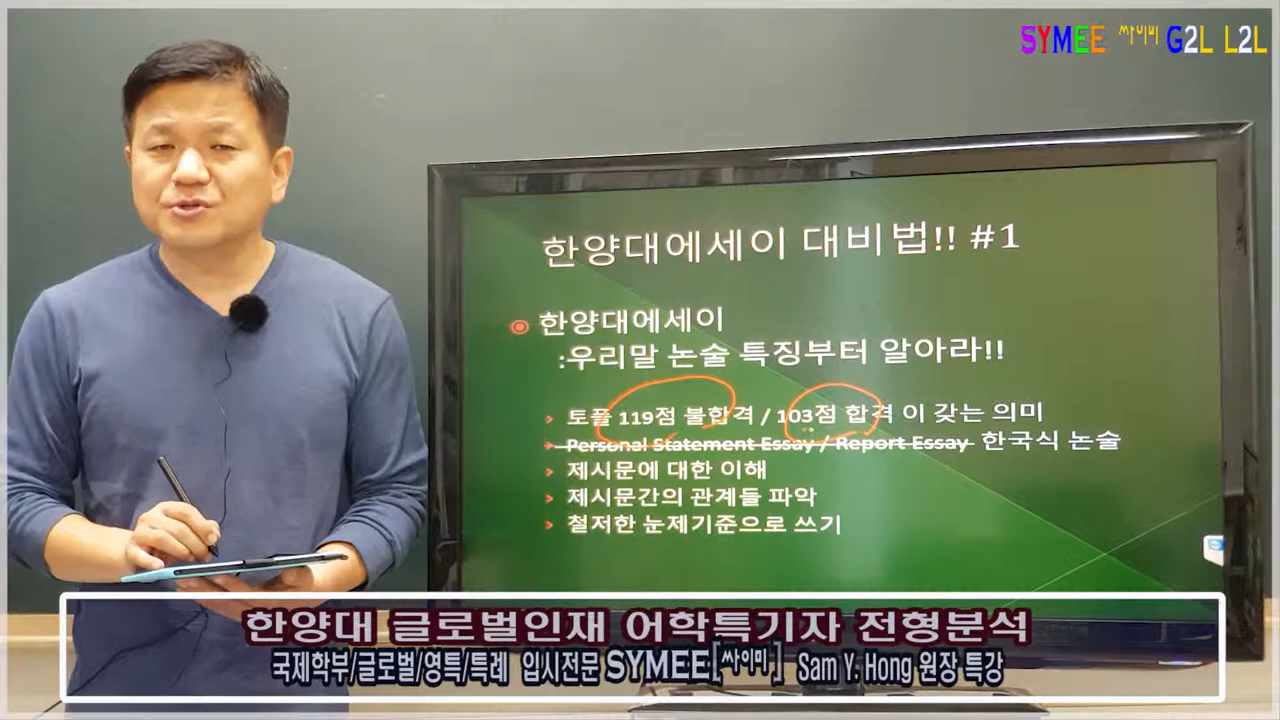 SYMEE 싸이미 G2L L2L
한양대에세이 대비법!! #1
한양대에세이
:우리말 논술 특징부터 알아라!!
토플 119점 불합격 / 103점 합격 이 갖는 의미
Personal Statement Essay / Report Essay 한국식 논술
제시문에 대한 이해
제시문간의 관계들 파악
철저한 눈제기준으로 쓰기
한양대 글로벌인재 어학특기자 전형분석
국제학부/글로벌/영특/특례 입시전문 SYMEE[싸이미] Sam Y. Hong 원장 특강